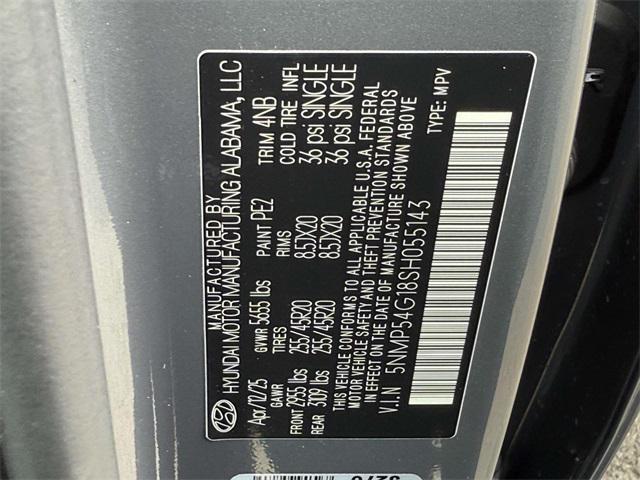 MANUFACTURED BY
HYUNDAI MOTOR MANUFACTURING ALABAMA, LLC
Apr/12/25 GVWR 5655 lbs PAINT PE2 TRIM 4NB
GAWR TIRES RIMS COLD TIRE INFL
FRONT 2955 lbs 255/45R20 8.5JX20 36 psi SINGLE
REAR 3109 lbs 255/45R20 8.5JX20 36 psi SINGLE
THIS VEHICLE CONFORMS TO ALL APPLICABLE U.S.A. FEDERAL
MOTOR VEHICLE SAFETY AND THEFT PREVENTION STANDARDS
IN EFFECT ON THE DATE OF MANUFACTURE SHOWN ABOVE
V.I.N 5NMP54G18SH055143 TYPE: MPV